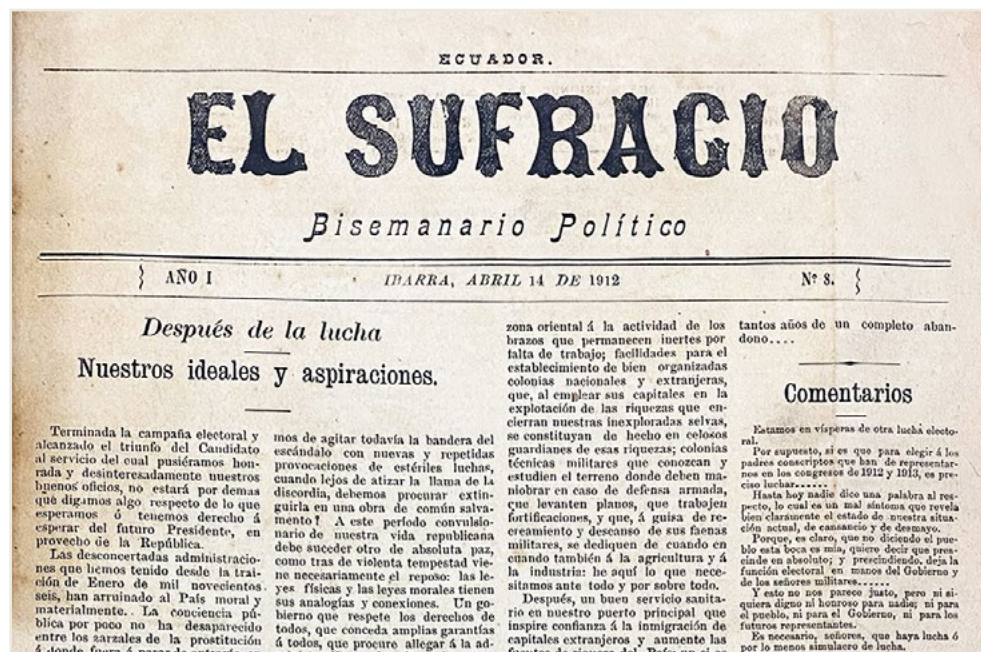 ECUADOR.
EL SUFRAGIO
Bisemanario Político
AÑO I
IBARRA, ABRIL 14 DE 1912
Nº 8.
Después de la lucha
Nuestros ideales y aspiraciones.
Terminada la campaña electoral y
alcanzado el triunfo del Candidato
al servicio del cual pusiéramos hon-
rada y desinteresadamente nuestros
buenos oficios, no estará por demas
que digamos algo respecto de lo que
esperamos ó tenemos derecho á
esperar del futuro Presidente, en
provecho de la República.
Las desconcertadas administracio-
nes que hemos tenido desde la trai-
ción de Enero de mil novecientos
seis, han arruinado al País moral y
materialmente. La conciencia pú-
blica por poco no ha desaparecido
entre los zarzales de la prostitución
á donde fuera á parar
mos de agitar todavía la bandera del
escándalo con nuevas y repetidas
provocaciones de estériles luchas,
cuando lejos de atizar la llama de la
discordia, debemos procurar extin-
guirla en una obra de común salva-
mento? A este período convulsio-
nario de nuestra vida republicana
debe suceder otro de absoluta paz,
como tras de violenta tempestad vie-
ne necesariamente el reposo: las le-
yes físicas y las leyes morales tienen
sus analogías y conexiones. Un go-
bierno que respete los derechos de
todos, que conceda amplias garantías
á todos, que procure allegar á la ad-
zona oriental á la actividad de los
brazos que permanecen inertes por
falta de trabajo; facilidades para el
establecimiento de bien organizadas
colonias nacionales y extranjeras,
que, al emplear sus capitales en la
explotación de las riquezas que en-
cierran nuestras inexploradas selvas,
se constituyan de hecho en celosos
guardianes de esas riquezas; colonias
técnicas militares que conozcan y
estudien el terreno donde deben ma-
niobrar en caso de defensa armada,
que levanten planos, que trabajen
fortificaciones, y que, á guisa de re-
creamiento y descanso de sus faenas
militares, se dediquen de cuando en
cuando también á la agricultura y á
la industria: he aquí lo que nece-
sitamos ante todo y por sobre todo.
Después, un buen servicio sanita-
rio en nuestro puerto principal que
inspire confianza á la inmigración de
capitales extranjeros y aumente las
fuentes de riqueza del País;
tantos años de un completo aban-
dono....
Comentarios
Estamos en vísperas de otra lucha electo-
ral.
Por supuesto, si es que para elegir á los
padres conscriptos que han de representar-
nos en los congresos de 1912 y 1913, es pre-
ciso luchar......
Hasta hoy nadie dice una palabra al res-
pecto, lo cual es un mal síntoma que revela
bien claramente el estado de nuestra situa-
ción actual, de cansancio y de desmayo.
Porque, es claro, que no diciendo el pue-
blo esta boca es mía, quiere decir que pres-
cinde en absoluto; y prescindiendo, deja la
función electoral en manos del Gobierno y
de los señores militares......
Y esto no nos parece justo, pero ni si-
quiera digno ni honroso para nadie; ni para
el pueblo, ni para el Gobierno, ni para los
futuros representantes.
Es necesario, señores, que haya lucha ó
por lo menos simulacro de lucha.